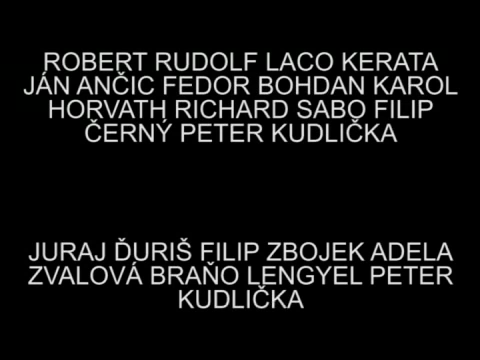 ROBERT RUDOLF LACO KERATA
JÁN ANČIC FEDOR BOHDAN KAROL
HORVATH RICHARD SABO FILIP
ČERNÝ PETER KUDLIČKA
JURAJ ĎURIŠ FILIP ZBOJEK ADELA
ZVALOVÁ BRAŇO LENGYEL PETER
KUDLIČKA